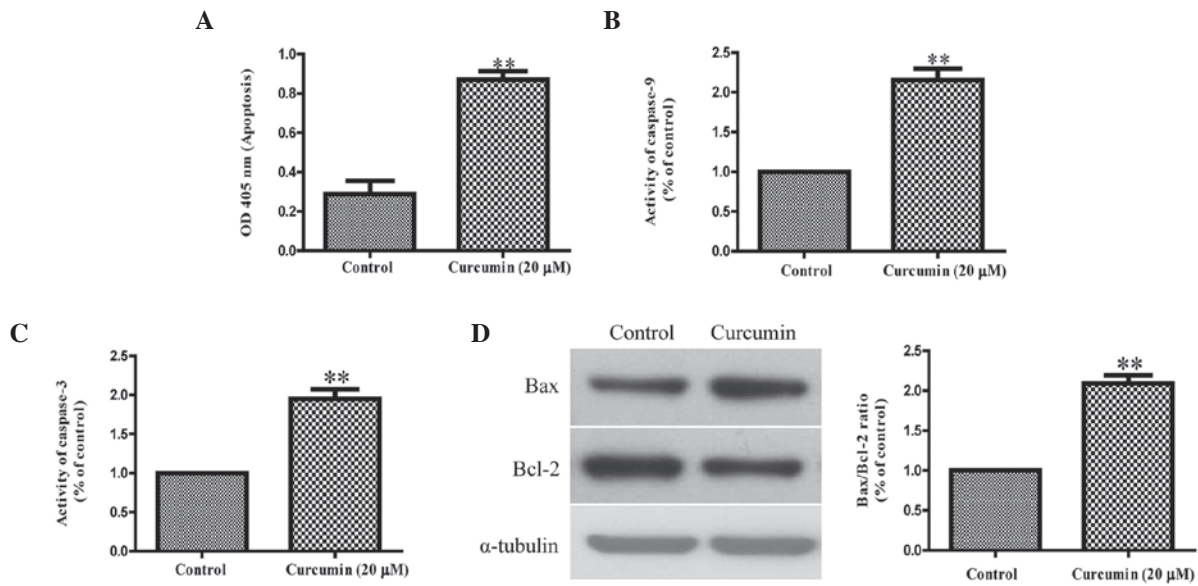 A
OD 405 nm (Apoptosis)
1.0
0.8
0.6
0.4
0.2
0.0
**
Control
Curcumin (20 μM)
B
Activity of caspase-9
(% of control)
2.5
2.0
1.5
1.0
0.5
0.0
**
Control
Curcumin (20 μM)
C
Activity of caspase-3
(% of control)
2.5
2.0
1.5
1.0
0.5
0.0
**
Control
Curcumin (20 μM)
D
Control Curcumin
Bax
Bcl-2
α-tubulin
Bax/Bcl-2 ratio
(% of control)
2.5
2.0
1.5
1.0
0.5
0.0
**
Control
Curcumin (20 μM)